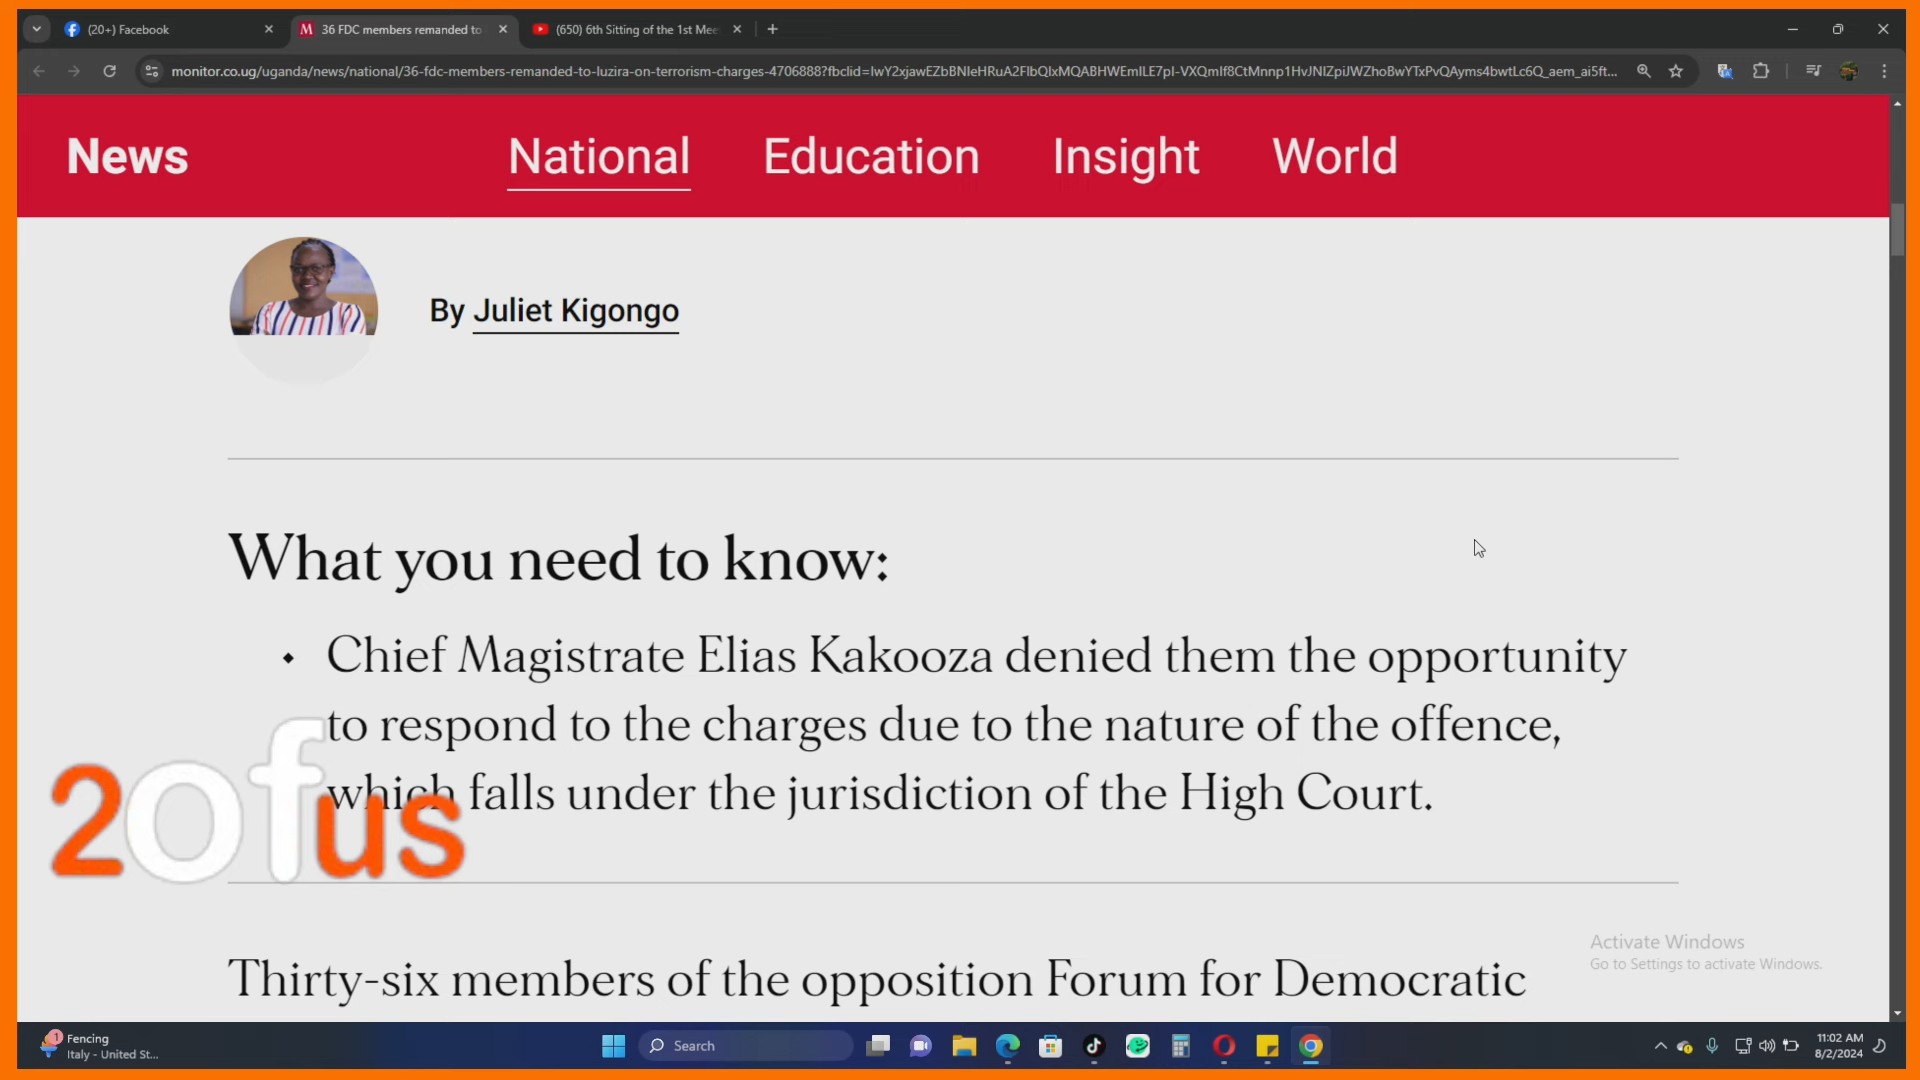 (20+) Facebook
36 FDC members remanded to
(650) 6th Sitting of the 1st Mee
monitor.co.ug/uganda/news/national/36-fdc-members-remanded-to-luzira-on-terrorism-charges-4706888?fbclid=
News
National
Education
Insight
World
By Juliet Kigongo
What you need to know:
Chief Magistrate Elias Kakooza denied them the opportunity
to respond to the charges due to the nature of the offence,
which falls under the jurisdiction of the High Court.
2ofus
Thirty-six members of the opposition Forum for Democratic
Activate Windows
Go to Settings to activate Windows.
1
Fencing
Italy - United St...
Search
11:02 AM
8/2/2024